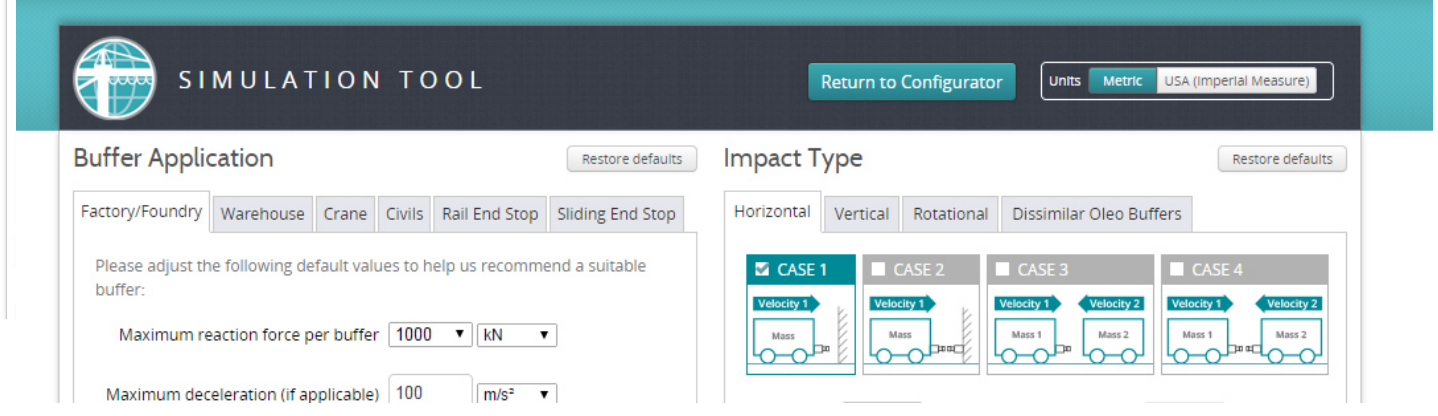 SIMULATION TOOL
Return to Configurator
Units Metric USA (Imperial Measure)
Buffer Application
Restore defaults
Factory/Foundry Warehouse Crane Civils Rail End Stop Sliding End Stop
Please adjust the following default values to help us recommend a suitable
buffer:
Maximum reaction force per buffer 1000 kN
Maximum deceleration (if applicable) 100 m/s²
Impact Type
Restore defaults
Horizontal Vertical Rotational Dissimilar Oleo Buffers
CASE 1 CASE 2 CASE 3 CASE 4
Velocity 1 Velocity 1 Velocity 1 Velocity 2 Velocity 1 Velocity 2
Mass Mass Mass 1 Mass 2 Mass 1 Mass 2